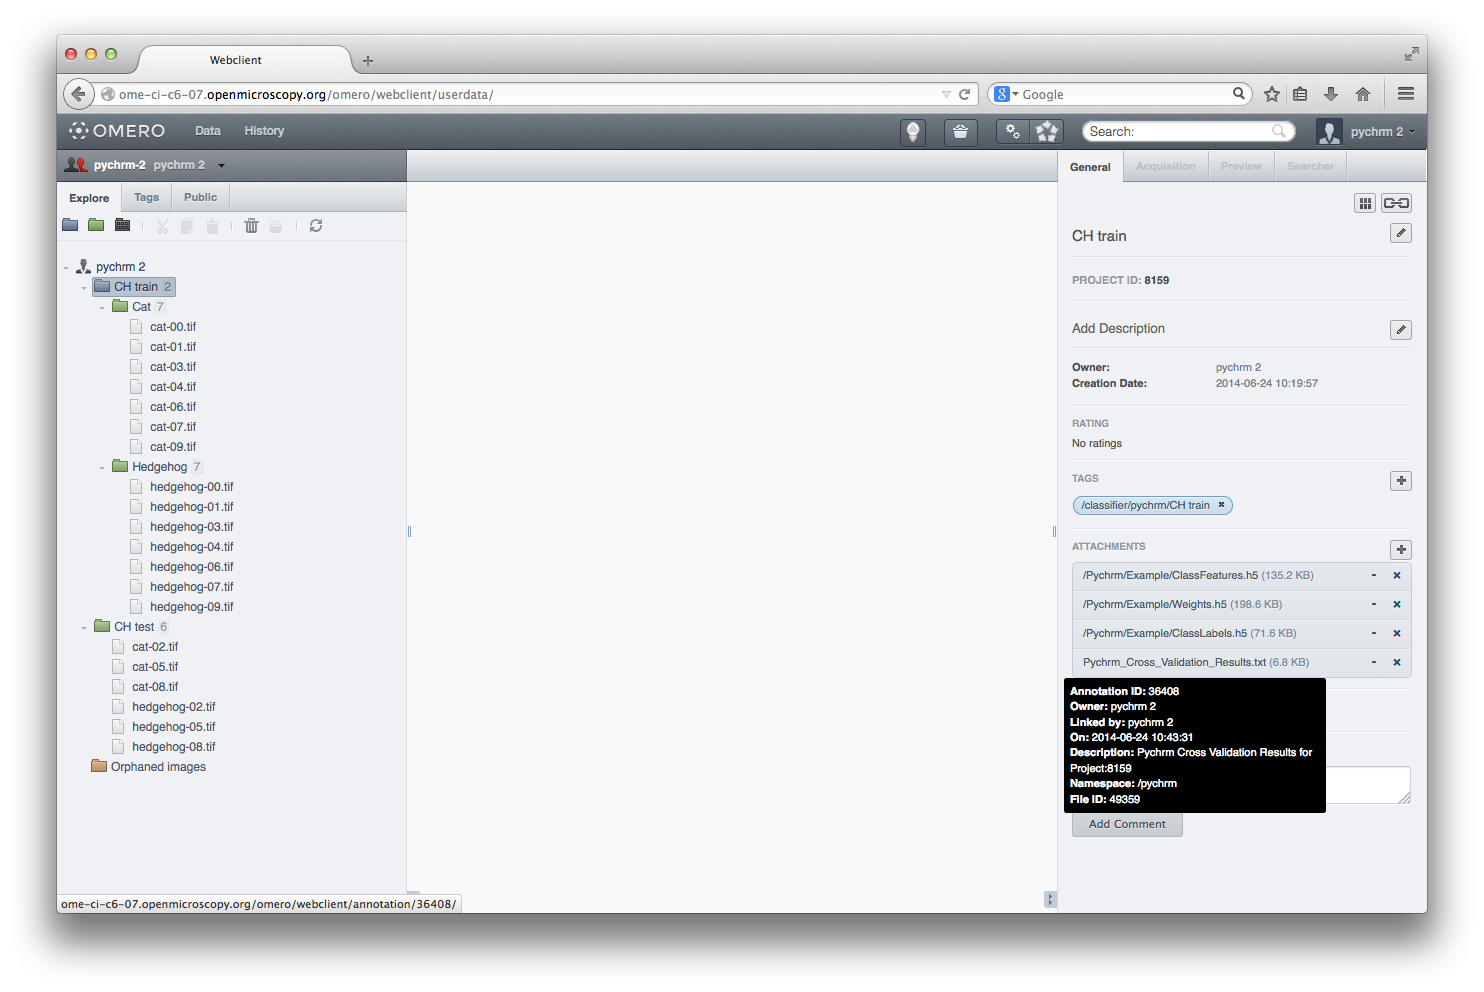 Webclient
ome-ci-c6-07.openmicroscopy.org/omero/webclient/userdata/
Google
OMERO
Data
History
Search:
pychrm 2
pychrm-2 pychrm 2
Explore
Tags
Public
pychrm 2
CH train 2
Cat 7
cat-00.tif
cat-01.tif
cat-03.tif
cat-04.tif
cat-06.tif
cat-07.tif
cat-09.tif
Hedgehog 7
hedgehog-00.tif
hedgehog-01.tif
hedgehog-03.tif
hedgehog-04.tif
hedgehog-06.tif
hedgehog-07.tif
hedgehog-09.tif
CH test 6
cat-02.tif
cat-05.tif
cat-08.tif
hedgehog-02.tif
hedgehog-05.tif
hedgehog-08.tif
Orphaned images
ome-ci-c6-07.openmicroscopy.org/omero/webclient/annotation/36408/
General
Acquisition
Preview
Searcher
CH train
PROJECT ID: 8159
Add Description
Owner: pychrm 2
Creation Date: 2014-06-24 10:19:57
RATING
No ratings
TAGS
/classifier/pychrm/CH train
ATTACHMENTS
/Pychrm/Example/ClassFeatures.h5 (135.2 KB)
/Pychrm/Example/Weights.h5 (198.6 KB)
/Pychrm/Example/ClassLabels.h5 (71.6 KB)
Pychrm_Cross_Validation_Results.txt (6.8 KB)
Annotation ID: 36408
Owner: pychrm 2
Linked by: pychrm 2
On: 2014-06-24 10:43:31
Description: Pychrm Cross Validation Results for
Project:8159
Namespace: /pychrm
File ID: 49359
Add Comment